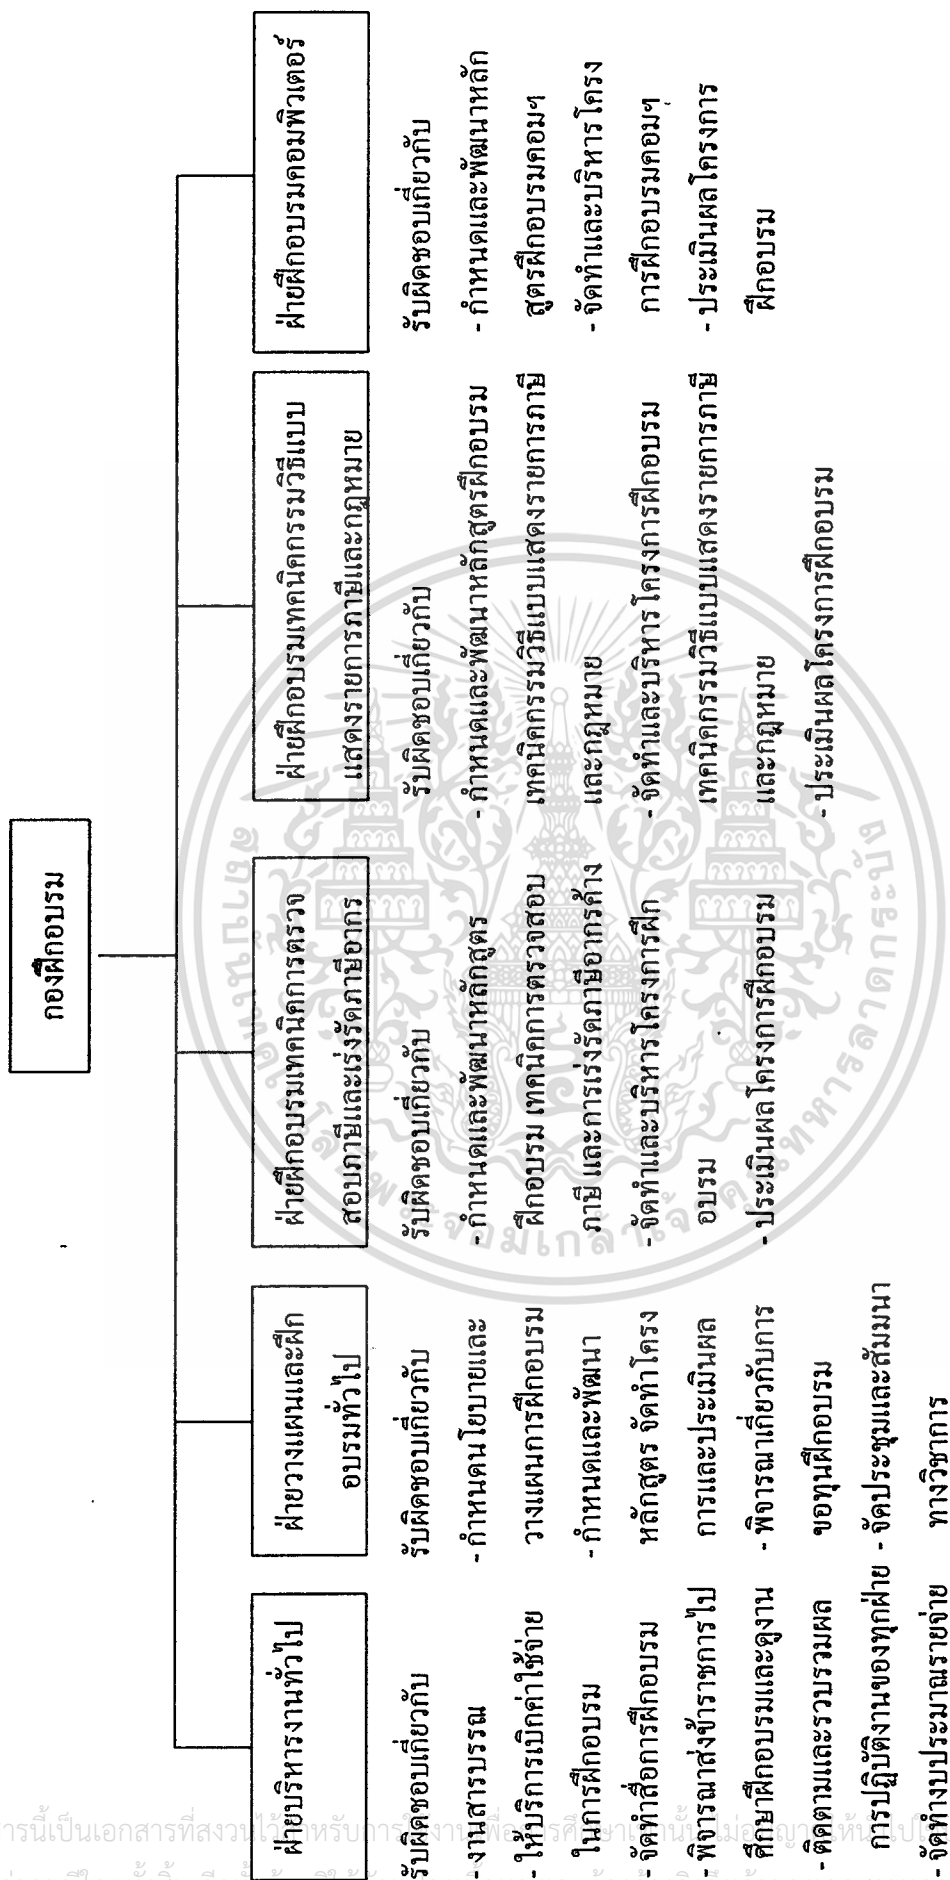 กองฝึกอบรม
ฝ่ายบริหารงานทั่วไป
รับผิดชอบเกี่ยวกับ
- งานสารบรรณ
- ให้บริการเบิกค่าใช้จ่าย
ในการฝึกอบรม
- จัดทำสื่อการฝึกอบรม
- พิจารณาส่งข้าราชการไป
ศึกษาฝึกอบรมและดูงาน
- ติดตามและรวบรวมผล
การปฏิบัติงานของทุกฝ่าย
- จัดทำงบประมาณรายจ่าย
ฝ่ายวางแผนและฝึก
อบรมทั่วไป
รับผิดชอบเกี่ยวกับ
- กำหนดนโยบายและ
วางแผนการฝึกอบรม
- กำหนดและพัฒนา
หลักสูตร จัดทำโครง
การและประเมินผล
- พิจารณาเกี่ยวกับการ
ขอทุนฝึกอบรม
- จัดประชุมและสัมมนา
ทางวิชาการ
ฝ่ายฝึกอบรมเทคนิคการตรวจ
สอบภาษีและเร่งรัดภาษีอากร
รับผิดชอบเกี่ยวกับ
- กำหนดและพัฒนาหลักสูตร
ฝึกอบรม เทคนิคการตรวจสอบ
ภาษี และการเร่งรัดภาษีอากรค้าง
- จัดทำและบริหารโครงการฝึก
อบรม
- ประเมินผลโครงการฝึกอบรม
ฝ่ายฝึกอบรมเทคนิคกรรมวิธีแบบ
แสดงรายการภาษีและกฎหมาย
รับผิดชอบเกี่ยวกับ
- กำหนดและพัฒนาหลักสูตรฝึกอบรม
เทคนิคกรรมวิธีแบบแสดงรายการภาษี
และกฎหมาย
- จัดทำและบริหารโครงการฝึกอบรม
เทคนิคกรรมวิธีแบบแสดงรายการภาษี
และกฎหมาย
- ประเมินผลโครงการฝึกอบรม
ฝ่ายฝึกอบรมคอมพิวเตอร์
รับผิดชอบเกี่ยวกับ
- กำหนดและพัฒนาหลัก
สูตรฝึกอบรมคอมฯ
- จัดทำและบริหารโครง
การฝึกอบรมคอมฯ
- ประเมินผลโครงการ
ฝึกอบรม
สถาบันเทคโนโลยีพระจอมเกล้าเจ้าคุณทหารลาดกระบัง